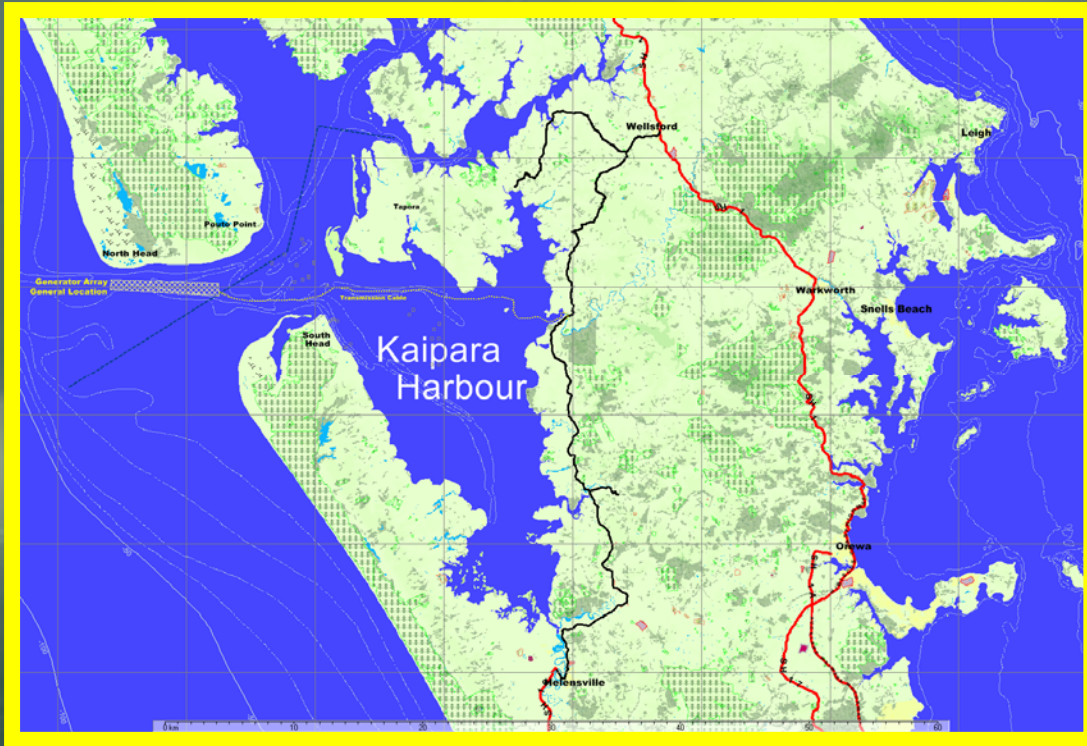 Wellsford
Leigh
Tapora
Pouto Point
North Head
Generator Array
General Location
Transmission Cable
Warkworth
Snells Beach
South
Head
Kaipara
Harbour
Orewa
Helensville
0 km
10
20
30
40
50
60